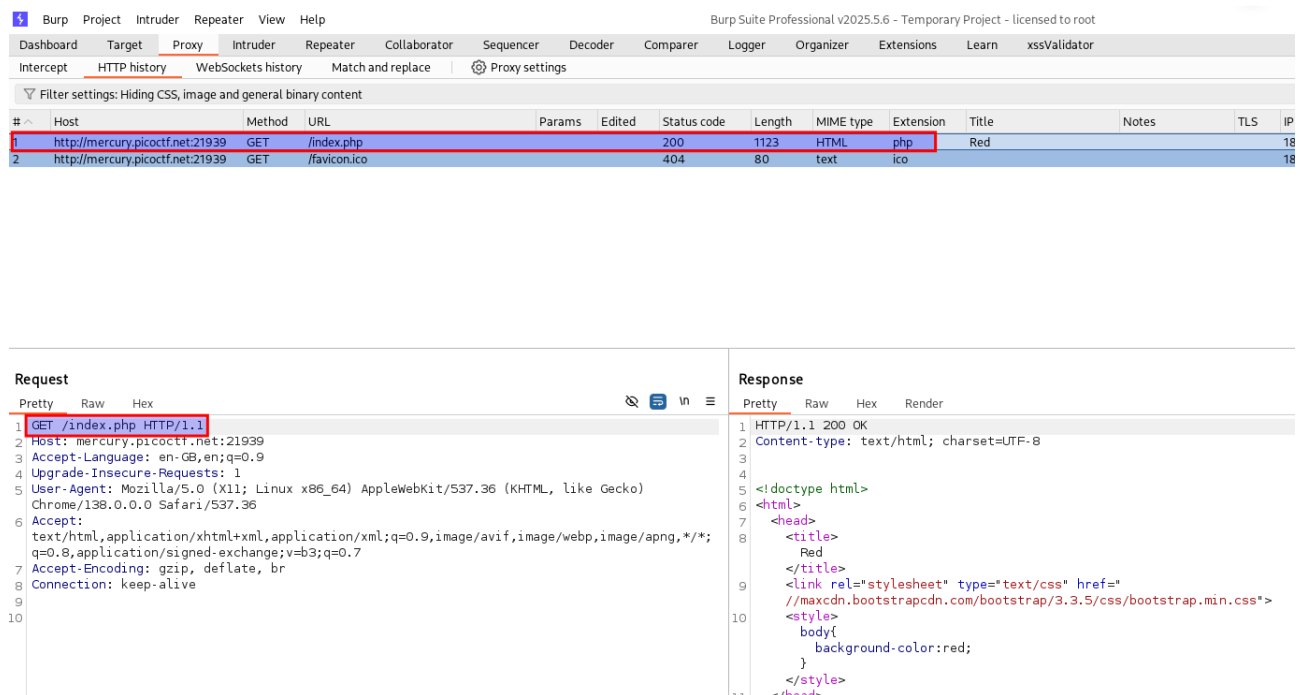 Burp Project Intruder Repeater View Help Burp Suite Professional v2025.5.6 - Temporary Project - licensed to root
Dashboard Target Proxy Intruder Repeater Collaborator Sequencer Decoder Comparer Logger Organizer Extensions Learn xssValidator
Intercept HTTP history WebSockets history Match and replace Proxy settings
Filter settings: Hiding CSS, image and general binary content
# Host Method URL Params Edited Status code Length MIME type Extension Title Notes TLS IP
1 http://mercury.picoctf.net:21939 GET /index.php 200 1123 HTML php Red 18
2 http://mercury.picoctf.net:21939 GET /favicon.ico 404 80 text ico 18
Request
Pretty Raw Hex \n
1 GET /index.php HTTP/1.1
2 Host: mercury.picoctf.net:21939
3 Accept-Language: en-GB,en;q=0.9
4 Upgrade-Insecure-Requests: 1
5 User-Agent: Mozilla/5.0 (X11; Linux x86_64) AppleWebKit/537.36 (KHTML, like Gecko)
Chrome/138.0.0.0 Safari/537.36
6 Accept:
text/html,application/xhtml+xml,application/xml;q=0.9,image/avif,image/webp,image/apng,*/*;
q=0.8,application/signed-exchange;v=b3;q=0.7
7 Accept-Encoding: gzip, deflate, br
8 Connection: keep-alive
9
10
Response
Pretty Raw Hex Render
1 HTTP/1.1 200 OK
2 Content-type: text/html; charset=UTF-8
3
4
5 <!doctype html>
6 <html>
7 <head>
8 <title>
Red
</title>
9 <link rel="stylesheet" type="text/css" href="
//maxcdn.bootstrapcdn.com/bootstrap/3.3.5/css/bootstrap.min.css">
10 <style>
body{
background-color:red;
}
</style>
11 </head>